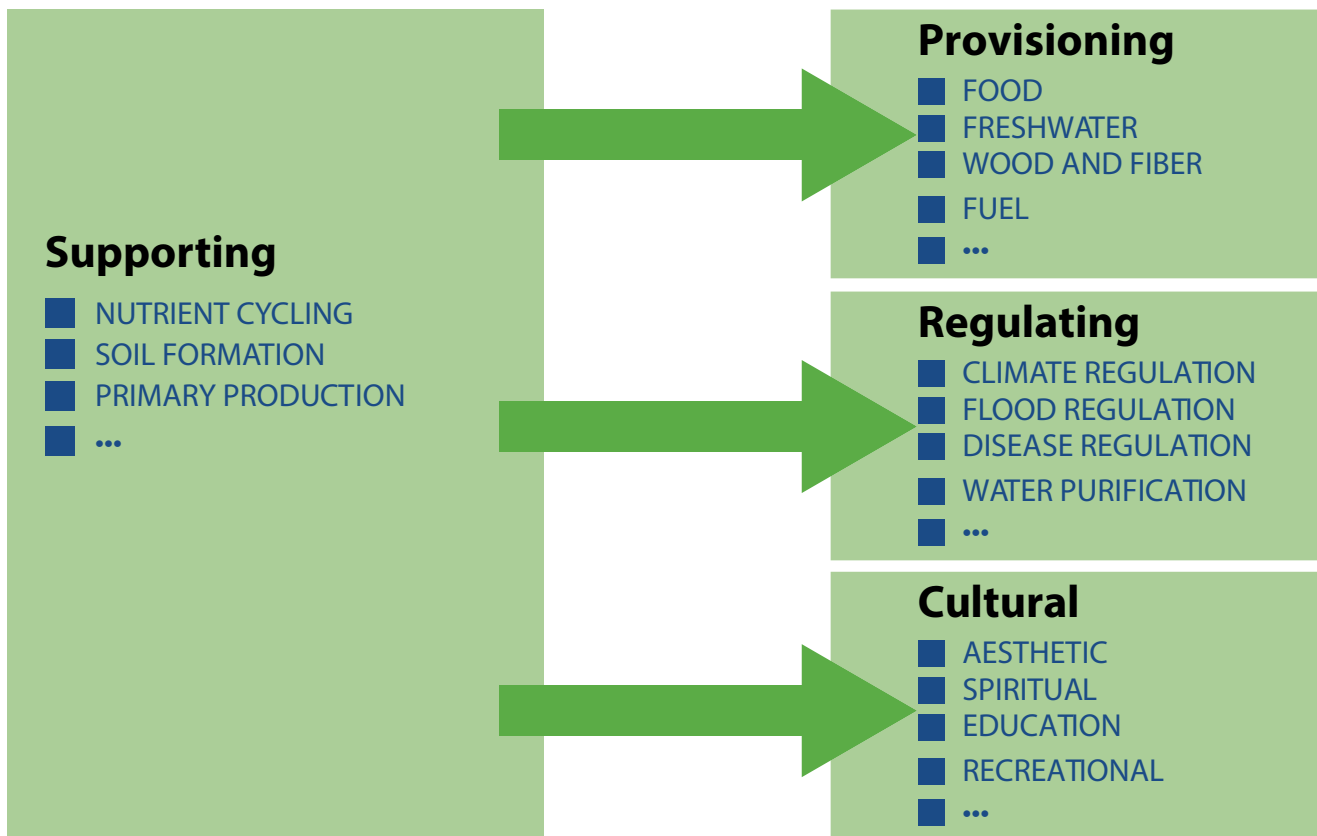 Supporting
NUTRIENT CYCLING
SOIL FORMATION
PRIMARY PRODUCTION
...
Provisioning
FOOD
FRESHWATER
WOOD AND FIBER
FUEL
...
Regulating
CLIMATE REGULATION
FLOOD REGULATION
DISEASE REGULATION
WATER PURIFICATION
...
Cultural
AESTHETIC
SPIRITUAL
EDUCATION
RECREATIONAL
...